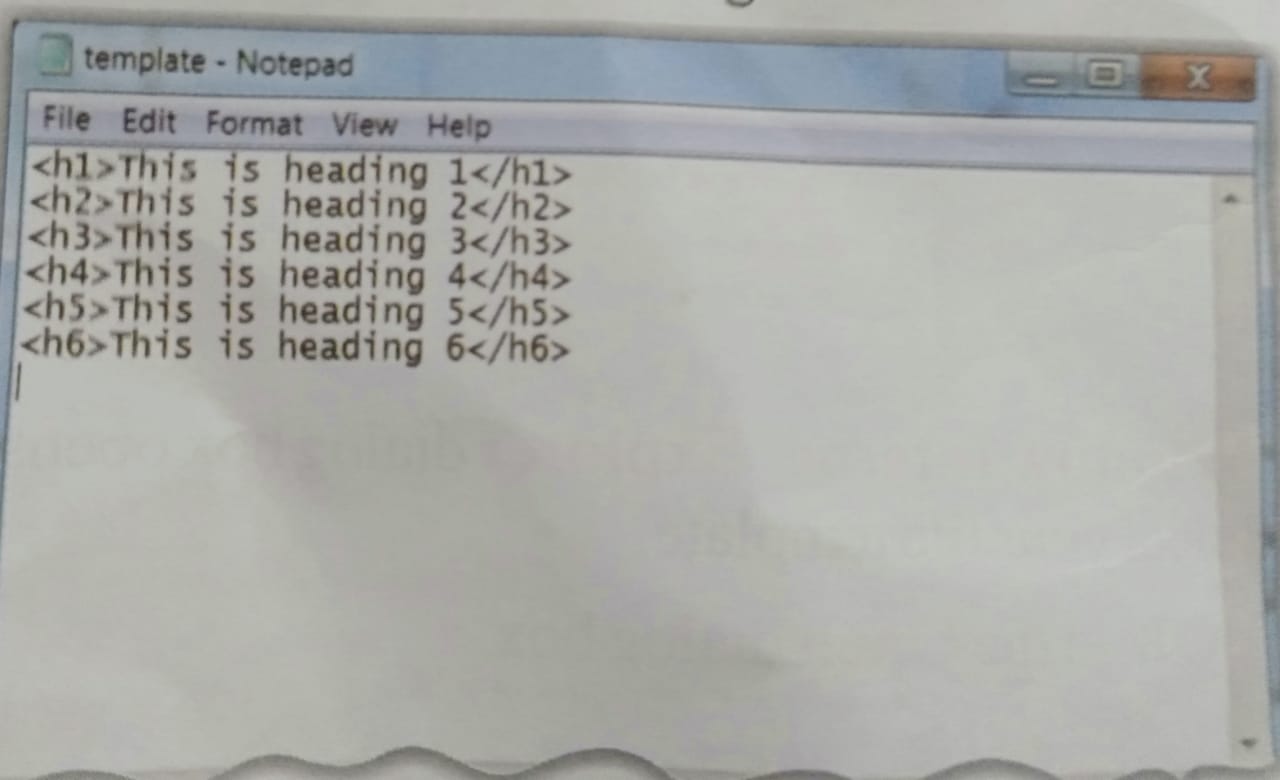 template - Notepad
File Edit Format View Help
<h1>This is heading 1</h1>
<h2>This is heading 2</h2>
<h3>This is heading 3</h3>
<h4>This is heading 4</h4>
<h5>This is heading 5</h5>
<h6>This is heading 6</h6>